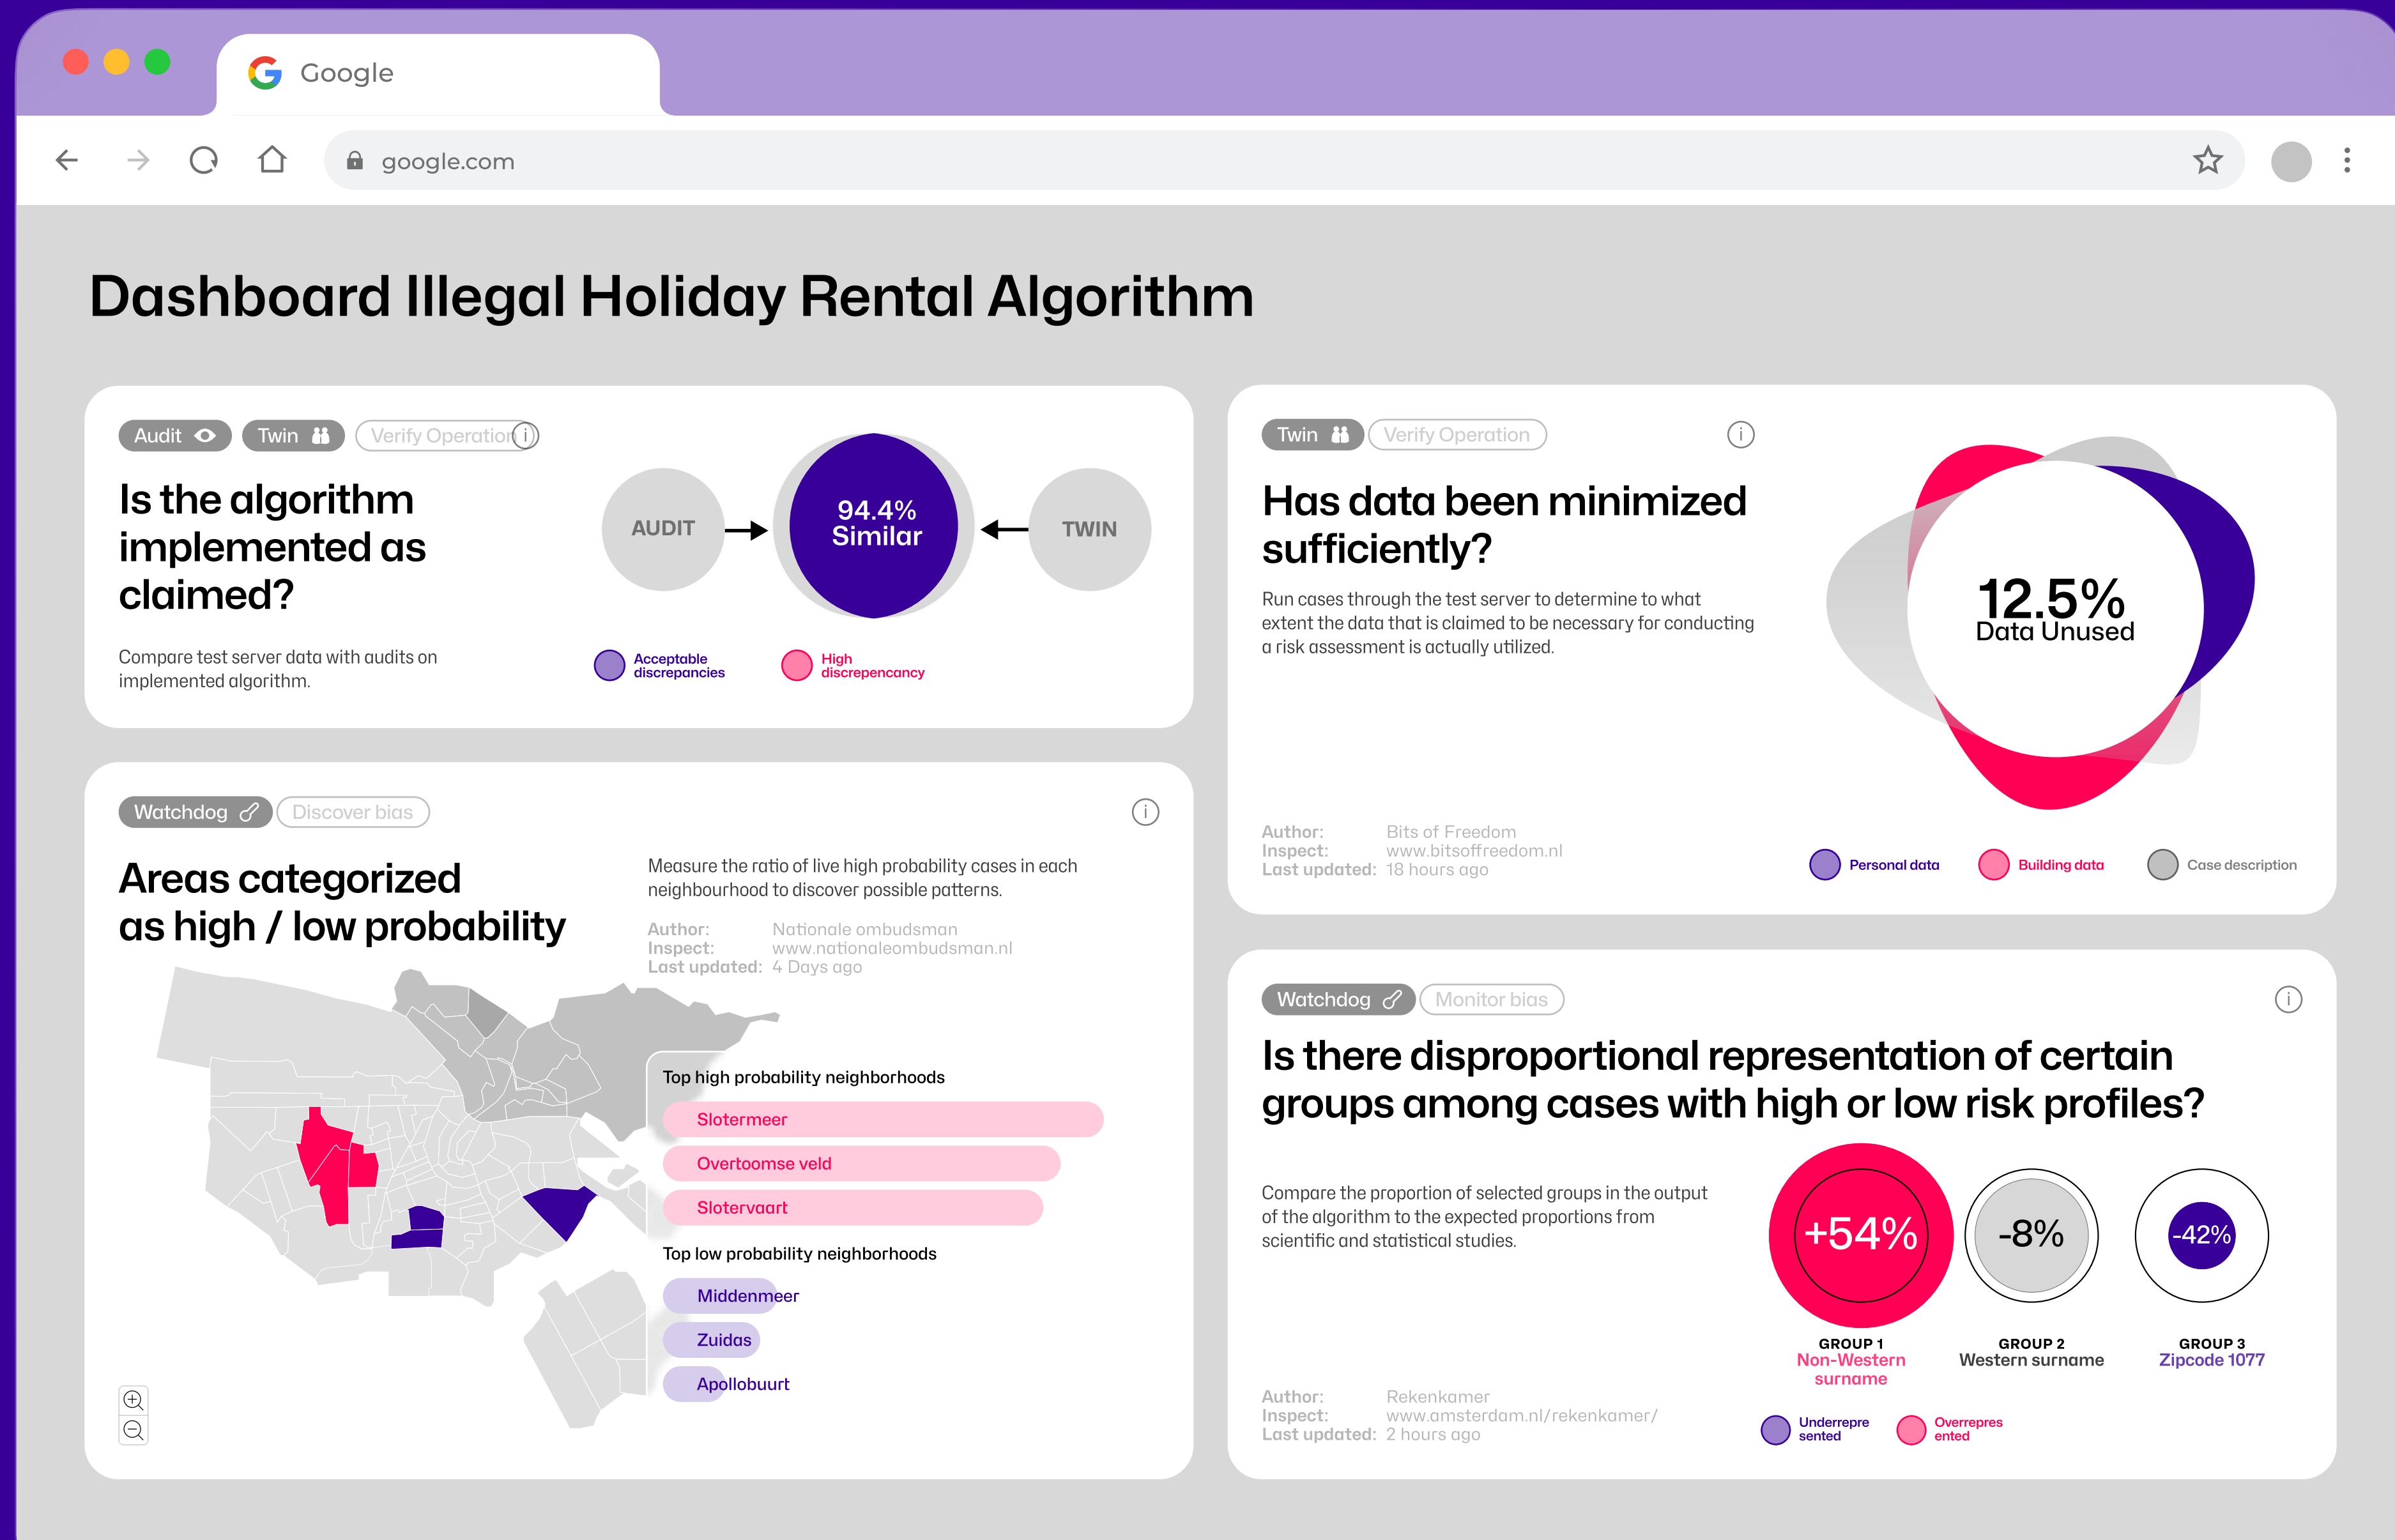 Google
google.com
Dashboard Illegal Holiday Rental Algorithm
Audit
Twin
Verify Operation
Is the algorithm
implemented as
claimed?
Compare test server data with audits on
implemented algorithm.
AUDIT
94.4%
Similar
TWIN
Acceptable
discrepancies
High
discrepencancy
Twin
Verify Operation
Has data been minimized
sufficiently?
Run cases through the test server to determine to what
extent the data that is claimed to be necessary for conducting
a risk assessment is actually utilized.
12.5%
Data Unused
Author: Bits of Freedom
Inspect: www.bitsoffreedom.nl
Last updated: 18 hours ago
Personal data
Building data
Case description
Watchdog
Discover bias
Areas categorized
as high / low probability
Measure the ratio of live high probability cases in each
neighbourhood to discover possible patterns.
Author: Nationale ombudsman
Inspect: www.nationaleombudsman.nl
Last updated: 4 Days ago
Top high probability neighborhoods
Slotermeer
Overtoomse veld
Slotervaart
Top low probability neighborhoods
Middenmeer
Zuidas
Apollobuurt
Watchdog
Monitor bias
Is there disproportional representation of certain
groups among cases with high or low risk profiles?
Compare the proportion of selected groups in the output
of the algorithm to the expected proportions from
scientific and statistical studies.
+54%
-8%
-42%
GROUP 1
Non-Western
surname
GROUP 2
Western surname
GROUP 3
Zipcode 1077
Author: Rekenkamer
Inspect: www.amsterdam.nl/rekenkamer/
Last updated: 2 hours ago
Underrepre
sented
Overrepres
ented